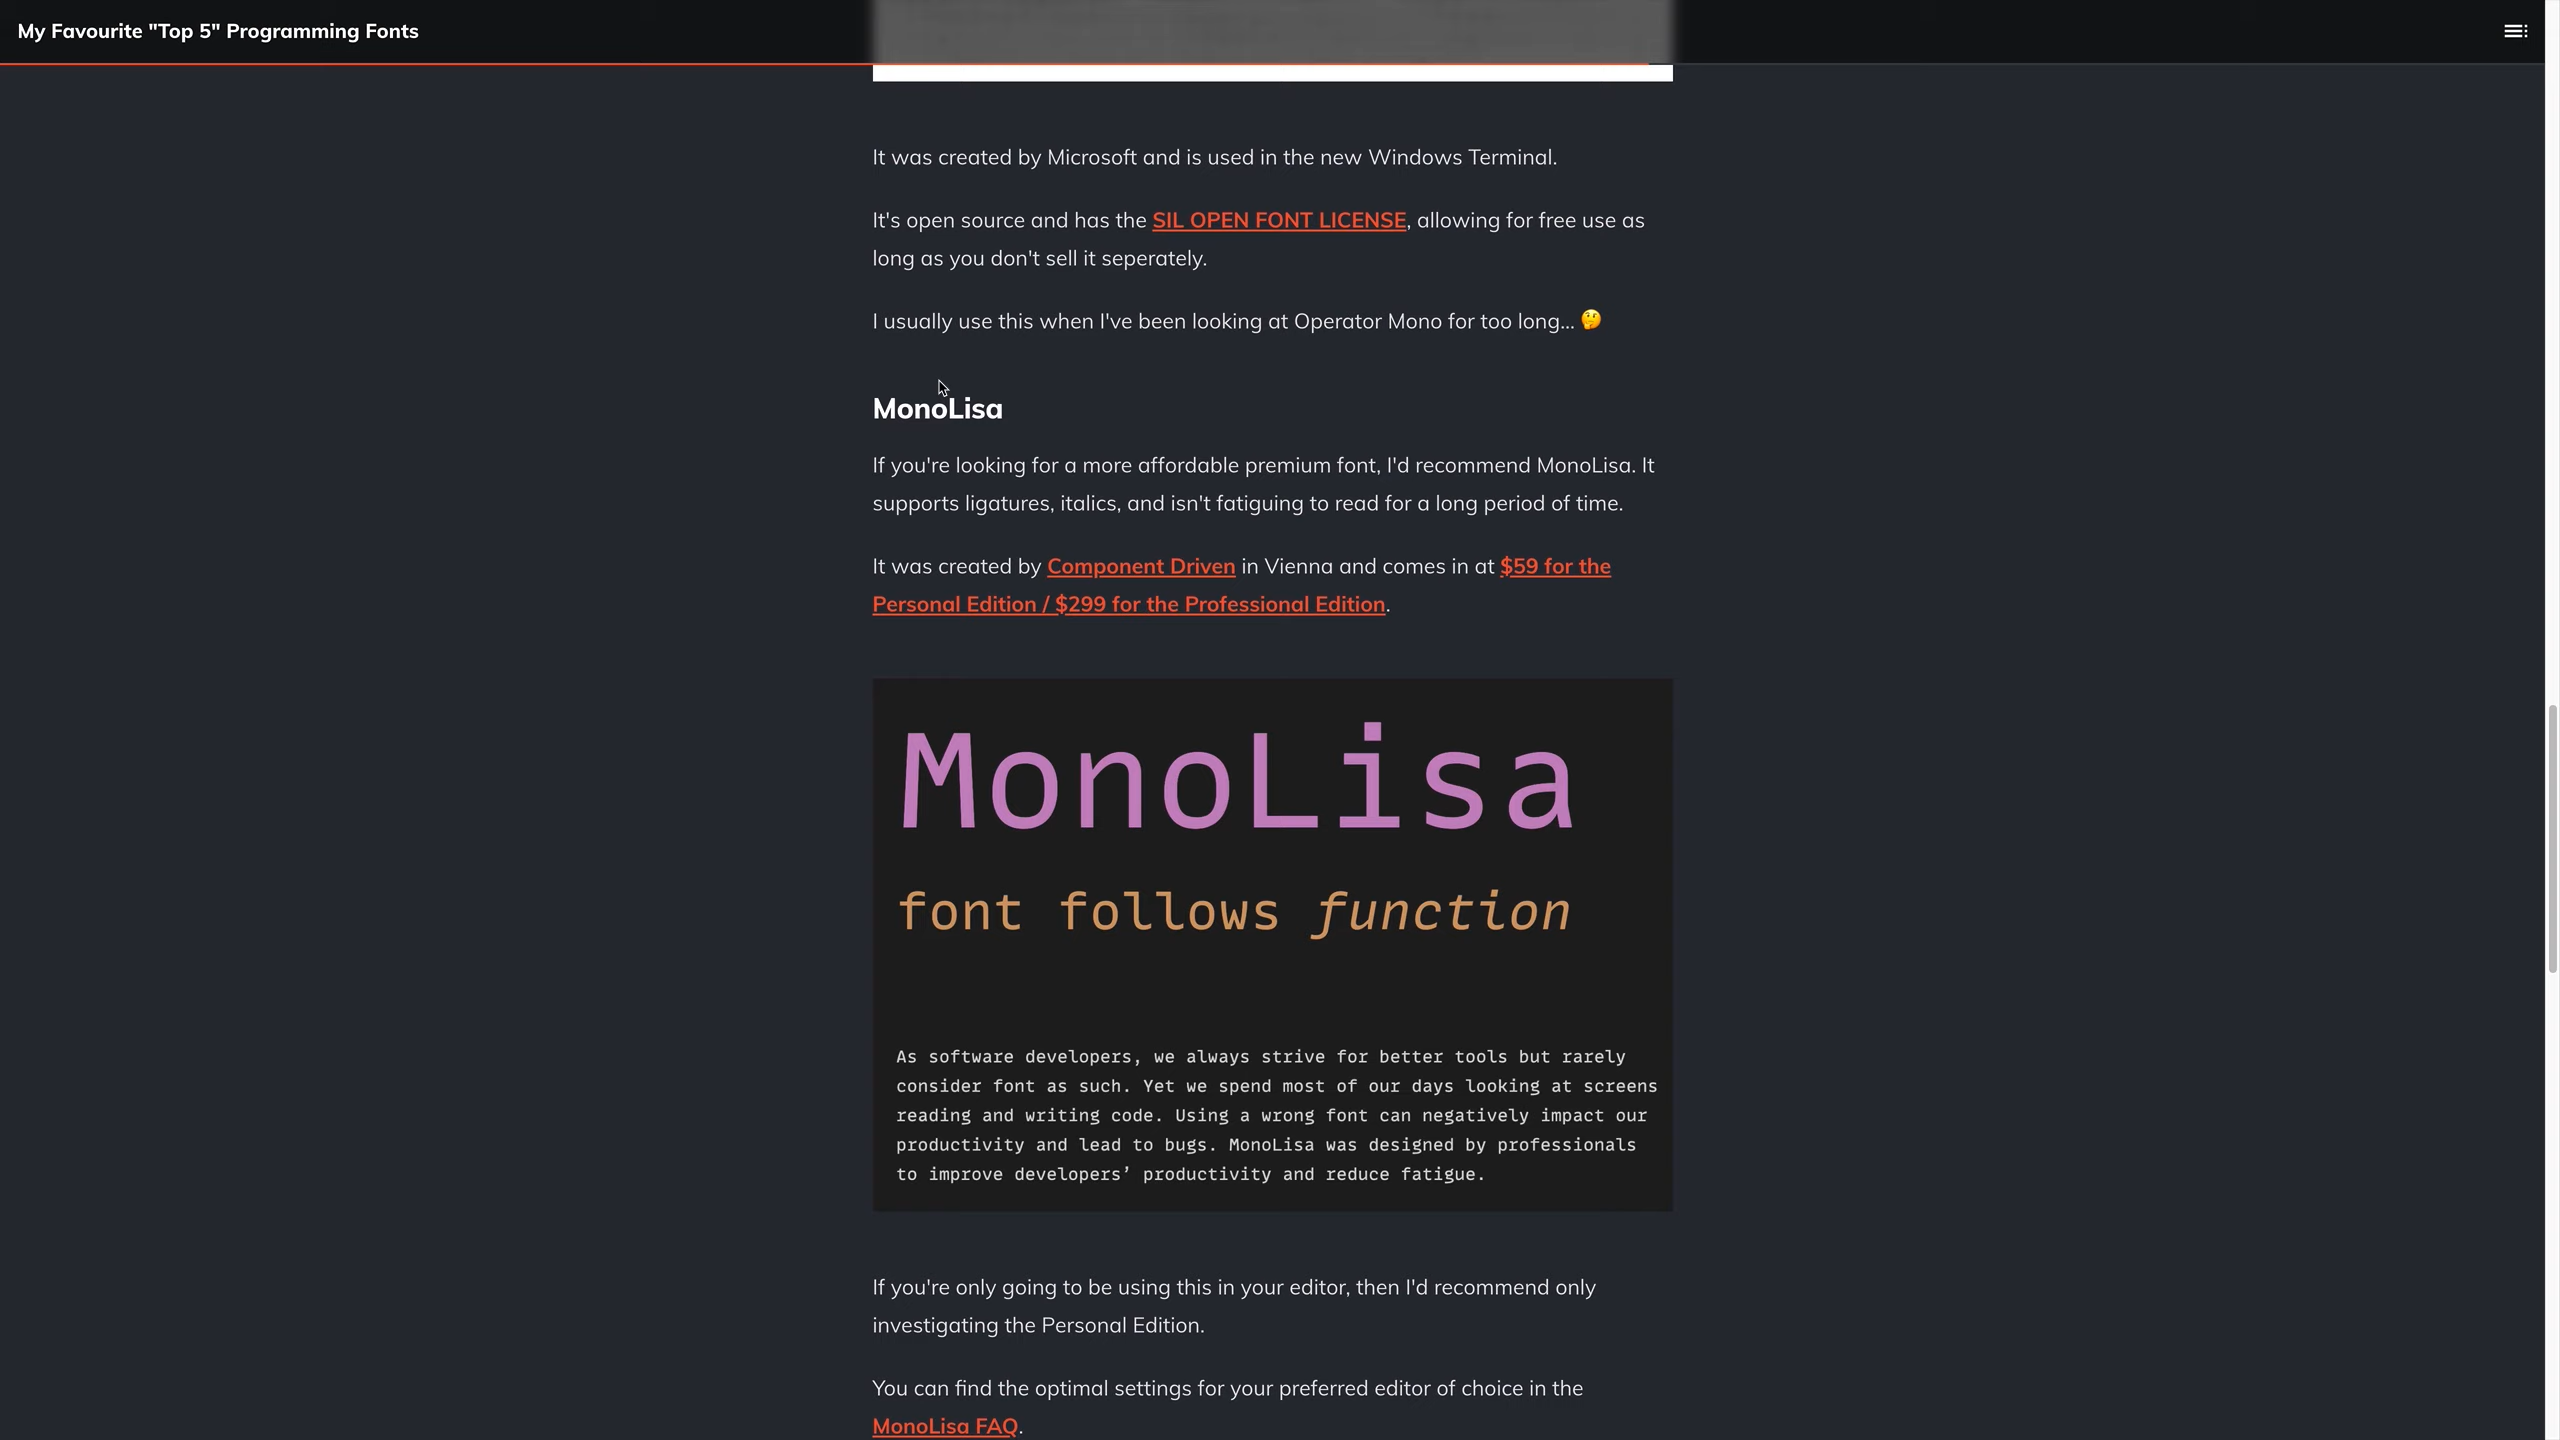 My Favourite "Top 5" Programming Fonts
It was created by Microsoft and is used in the new Windows Terminal.
It's open source and has the SIL OPEN FONT LICENSE, allowing for free use as
long as you don't sell it seperately.
I usually use this when I've been looking at Operator Mono for too long... 🤔
MonoLisa
If you're looking for a more affordable premium font, I'd recommend MonoLisa. It
supports ligatures, italics, and isn't fatiguing to read for a long period of time.
It was created by Component Driven in Vienna and comes in at $59 for the
Personal Edition / $299 for the Professional Edition.
MonoLisa
font follows function
As software developers, we always strive for better tools but rarely
consider font as such. Yet we spend most of our days looking at screens
reading and writing code. Using a wrong font can negatively impact our
productivity and lead to bugs. MonoLisa was designed by professionals
to improve developers’ productivity and reduce fatigue.
If you're only going to be using this in your editor, then I'd recommend only
investigating the Personal Edition.
You can find the optimal settings for your preferred editor of choice in the
MonoLisa FAQ.